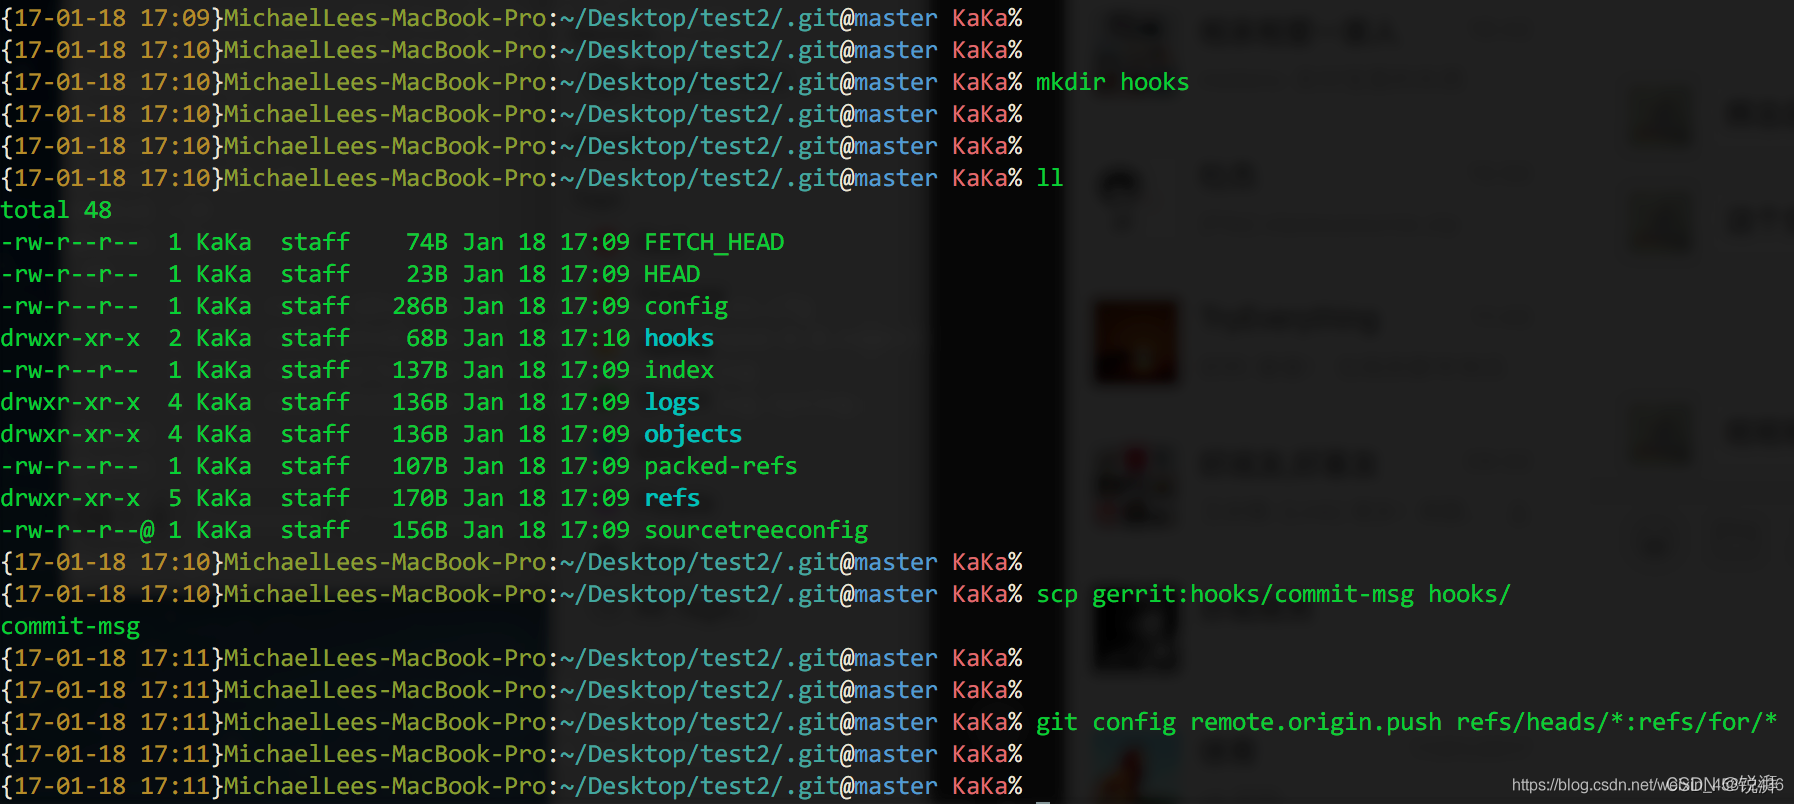 {17-01-18 17:09}MichaelLees-MacBook-Pro:~/Desktop/test2/.git@master KaKa%
{17-01-18 17:10}MichaelLees-MacBook-Pro:~/Desktop/test2/.git@master KaKa%
{17-01-18 17:10}MichaelLees-MacBook-Pro:~/Desktop/test2/.git@master KaKa% mkdir hooks
{17-01-18 17:10}MichaelLees-MacBook-Pro:~/Desktop/test2/.git@master KaKa%
{17-01-18 17:10}MichaelLees-MacBook-Pro:~/Desktop/test2/.git@master KaKa%
{17-01-18 17:10}MichaelLees-MacBook-Pro:~/Desktop/test2/.git@master KaKa% ll
total 48
-rw-r--r--  1 KaKa  staff    74B Jan 18 17:09 FETCH_HEAD
-rw-r--r--  1 KaKa  staff    23B Jan 18 17:09 HEAD
-rw-r--r--  1 KaKa  staff   286B Jan 18 17:09 config
drwxr-xr-x  2 KaKa  staff    68B Jan 18 17:10 hooks
-rw-r--r--  1 KaKa  staff   137B Jan 18 17:09 index
drwxr-xr-x  4 KaKa  staff   136B Jan 18 17:09 logs
drwxr-xr-x  4 KaKa  staff   136B Jan 18 17:09 objects
-rw-r--r--  1 KaKa  staff   107B Jan 18 17:09 packed-refs
drwxr-xr-x  5 KaKa  staff   170B Jan 18 17:09 refs
-rw-r--r--@ 1 KaKa  staff   156B Jan 18 17:09 sourcetreeconfig
{17-01-18 17:10}MichaelLees-MacBook-Pro:~/Desktop/test2/.git@master KaKa%
{17-01-18 17:10}MichaelLees-MacBook-Pro:~/Desktop/test2/.git@master KaKa% scp gerrit:hooks/commit-msg hooks/
commit-msg
{17-01-18 17:11}MichaelLees-MacBook-Pro:~/Desktop/test2/.git@master KaKa%
{17-01-18 17:11}MichaelLees-MacBook-Pro:~/Desktop/test2/.git@master KaKa%
{17-01-18 17:11}MichaelLees-MacBook-Pro:~/Desktop/test2/.git@master KaKa% git config remote.origin.push refs/heads/*:refs/for/*
{17-01-18 17:11}MichaelLees-MacBook-Pro:~/Desktop/test2/.git@master KaKa%
{17-01-18 17:11}MichaelLees-MacBook-Pro:~/Desktop/test2/.git@master KaKa%
CSDN @锐湃